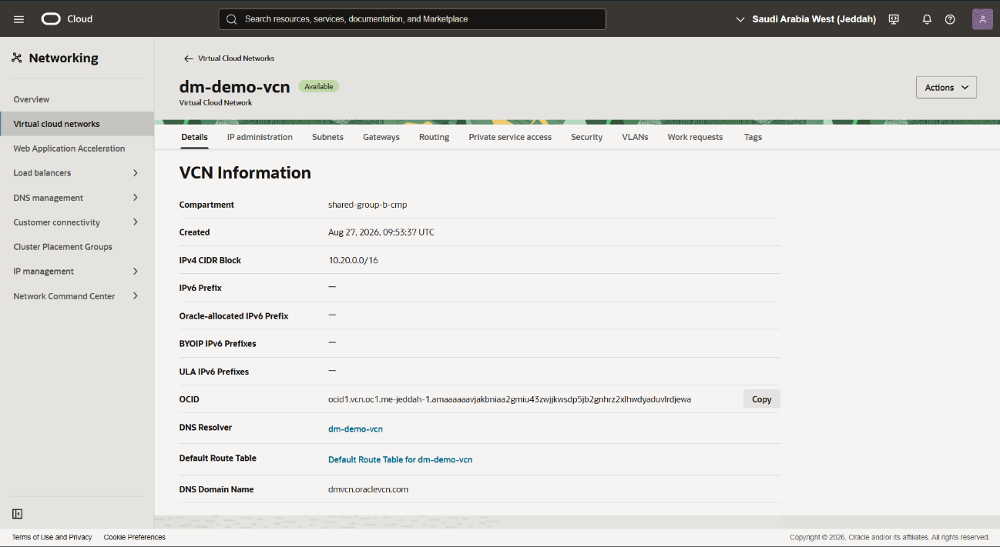 Cloud
Search resources, services, documentation, and Marketplace
Saudi Arabia West (Jeddah)
Networking
Overview
Virtual cloud networks
Web Application Acceleration
Load balancers
DNS management
Customer connectivity
Cluster Placement Groups
IP management
Network Command Center
Virtual Cloud Networks
dm-demo-vcn Available
Virtual Cloud Network
Actions
Details IP administration Subnets Gateways Routing Private service access Security VLANs Work requests Tags
VCN Information
Compartment shared-group-b-cmp
Created Aug 27, 2026, 09:53:37 UTC
IPv4 CIDR Block 10.20.0.0/16
IPv6 Prefix —
Oracle-allocated IPv6 Prefix —
BYOIP IPv6 Prefixes —
ULA IPv6 Prefixes —
OCID ocid1.vcn.oc1.me-jeddah-1.amaaaaaavjakbniaa2gmiu43zwjjkwsdp5jb2gnhrz2xlhwdyaduvlrdjewa Copy
DNS Resolver dm-demo-vcn
Default Route Table Default Route Table for dm-demo-vcn
DNS Domain Name dmvcn.oraclevcn.com
Terms of Use and Privacy Cookie Preferences
Copyright © 2026, Oracle and/or its affiliates. All rights reserved.